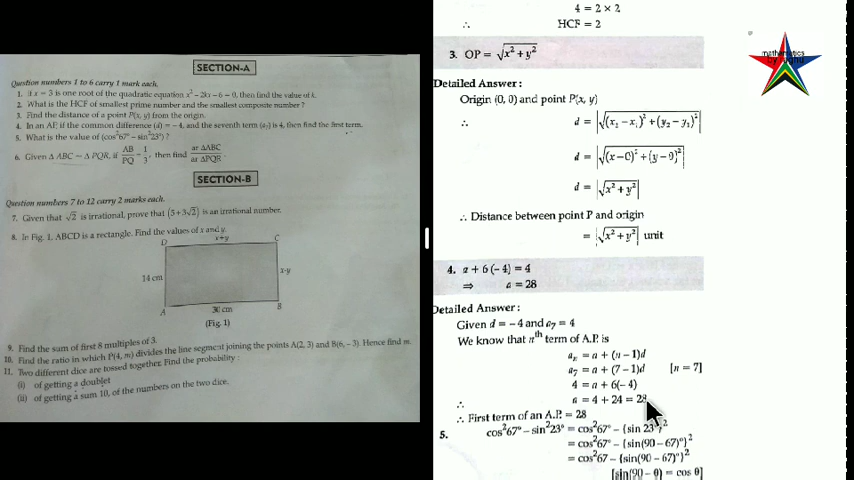 SECTION-A
Question numbers 1 to 6 carry 1 mark each.
1. If x = 3 is one root of the quadratic equation x² – 2kx – 6 = 0, then find the value of k.
2. What is the HCF of smallest prime number and the smallest composite number ?
3. Find the distance of a point P(x, y) from the origin.
4. In an AP, if the common difference (d) = – 4, and the seventh term (a₇) is 4, then find the first term.
5. What is the value of (cos²67° – sin²23°) ?
6. Given Δ ABC ~ Δ PQR, if AB/PQ = 1/3, then find ar ΔABC/ar ΔPQR.
SECTION-B
Question numbers 7 to 12 carry 2 marks each.
7. Given that √2 is irrational, prove that (5+3√2) is an irrational number.
8. In Fig. 1, ABCD is a rectangle. Find the values of x and y.
D x+y C
14 cm x-y
A 30 cm B
(Fig. 1)
9. Find the sum of first 8 multiples of 3.
10. Find the ratio in which P(4, m) divides the line segment joining the points A(2, 3) and B(6, – 3). Hence find m.
11. Two different dice are tossed together. Find the probability :
(i) of getting a doublet
(ii) of getting a sum 10, of the numbers on the two dice.
4 = 2 × 2
∴ HCF = 2
3. OP = √x² + y²
Detailed Answer :
Origin (0, 0) and point P(x, y)
∴ d = |√(x₂ – x₁)² + (y₂ – y₁)²|
d = |√(x – 0)² + (y – 0)²|
d = |√x² + y²|
∴ Distance between point P and origin
= |√x² + y²| unit
4. a + 6(– 4) = 4
⇒ a = 28
Detailed Answer :
Given d = – 4 and a₇ = 4
We know that nᵗʰ term of A.P. is
aₙ = a + (n – 1)d
a₇ = a + (7 – 1)d [n = 7]
4 = a + 6(– 4)
∴ a = 4 + 24 = 28
∴ First term of an A.P. = 28
5. cos²67° – sin²23° = cos²67° – {sin 23°}²
= cos²67° – {sin(90 – 67)°}²
= cos²67 – {sin(90 – 67)°}²
[sin(90 – θ) = cos θ]
mathematics